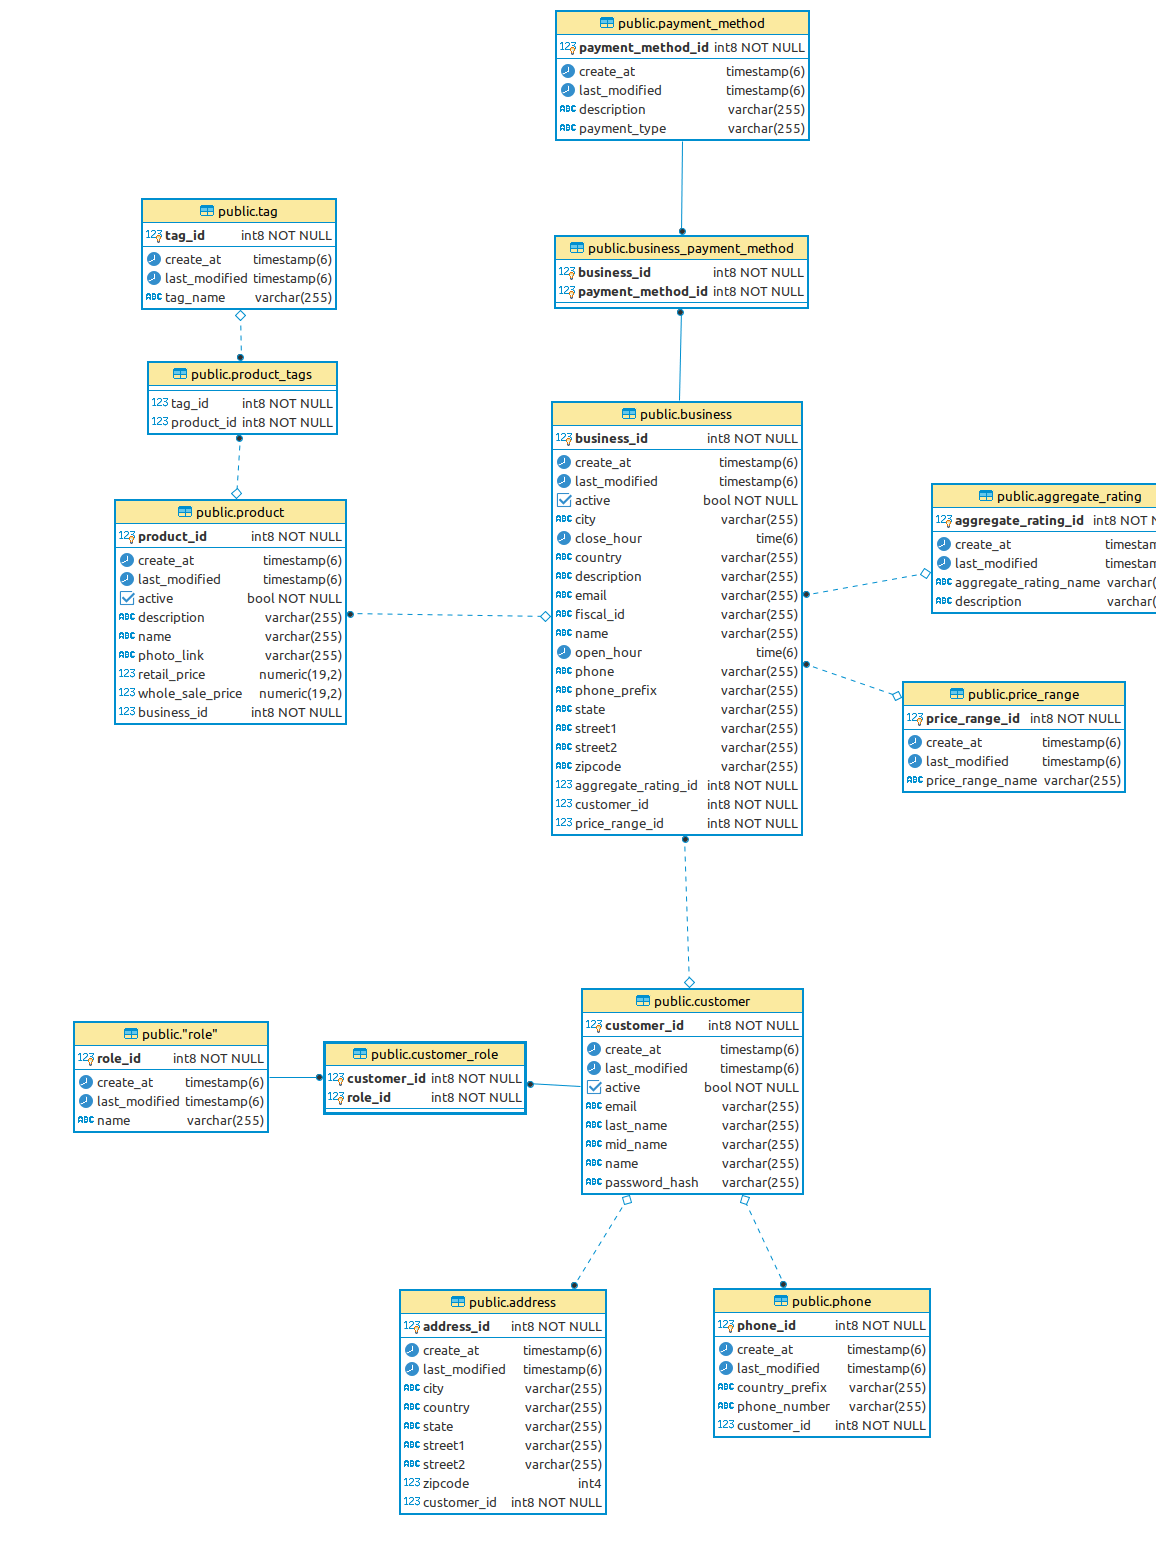 public.payment_method
payment_method_id int8 NOT NULL
create_at timestamp(6)
last_modified timestamp(6)
description varchar(255)
payment_type varchar(255)
public.tag
tag_id int8 NOT NULL
create_at timestamp(6)
last_modified timestamp(6)
tag_name varchar(255)
public.business_payment_method
business_id int8 NOT NULL
payment_method_id int8 NOT NULL
public.product_tags
tag_id int8 NOT NULL
product_id int8 NOT NULL
public.business
business_id int8 NOT NULL
create_at timestamp(6)
last_modified timestamp(6)
active bool NOT NULL
city varchar(255)
close_hour time(6)
country varchar(255)
description varchar(255)
email varchar(255)
fiscal_id varchar(255)
name varchar(255)
open_hour time(6)
phone varchar(255)
phone_prefix varchar(255)
state varchar(255)
street1 varchar(255)
street2 varchar(255)
zipcode varchar(255)
aggregate_rating_id int8 NOT NULL
customer_id int8 NOT NULL
price_range_id int8 NOT NULL
public.product
product_id int8 NOT NULL
create_at timestamp(6)
last_modified timestamp(6)
active bool NOT NULL
description varchar(255)
name varchar(255)
photo_link varchar(255)
retail_price numeric(19,2)
whole_sale_price numeric(19,2)
business_id int8 NOT NULL
public.aggregate_rating
aggregate_rating_id int8 NOT
create_at
last_modified
aggregate_rating_name varchar(
description varchar(
public.price_range
price_range_id int8 NOT NULL
create_at timestamp(6)
last_modified timestamp(6)
price_range_name varchar(255)
public.customer
customer_id int8 NOT NULL
create_at timestamp(6)
last_modified timestamp(6)
active bool NOT NULL
email varchar(255)
last_name varchar(255)
mid_name varchar(255)
name varchar(255)
password_hash varchar(255)
public."role"
role_id int8 NOT NULL
create_at timestamp(6)
last_modified timestamp(6)
name varchar(255)
public.customer_role
customer_id int8 NOT NULL
role_id int8 NOT NULL
public.address
address_id int8 NOT NULL
create_at timestamp(6)
last_modified timestamp(6)
city varchar(255)
country varchar(255)
state varchar(255)
street1 varchar(255)
street2 varchar(255)
zipcode int4
customer_id int8 NOT NULL
public.phone
phone_id int8 NOT NULL
create_at timestamp(6)
last_modified timestamp(6)
country_prefix varchar(255)
phone_number varchar(255)
customer_id int8 NOT NULL